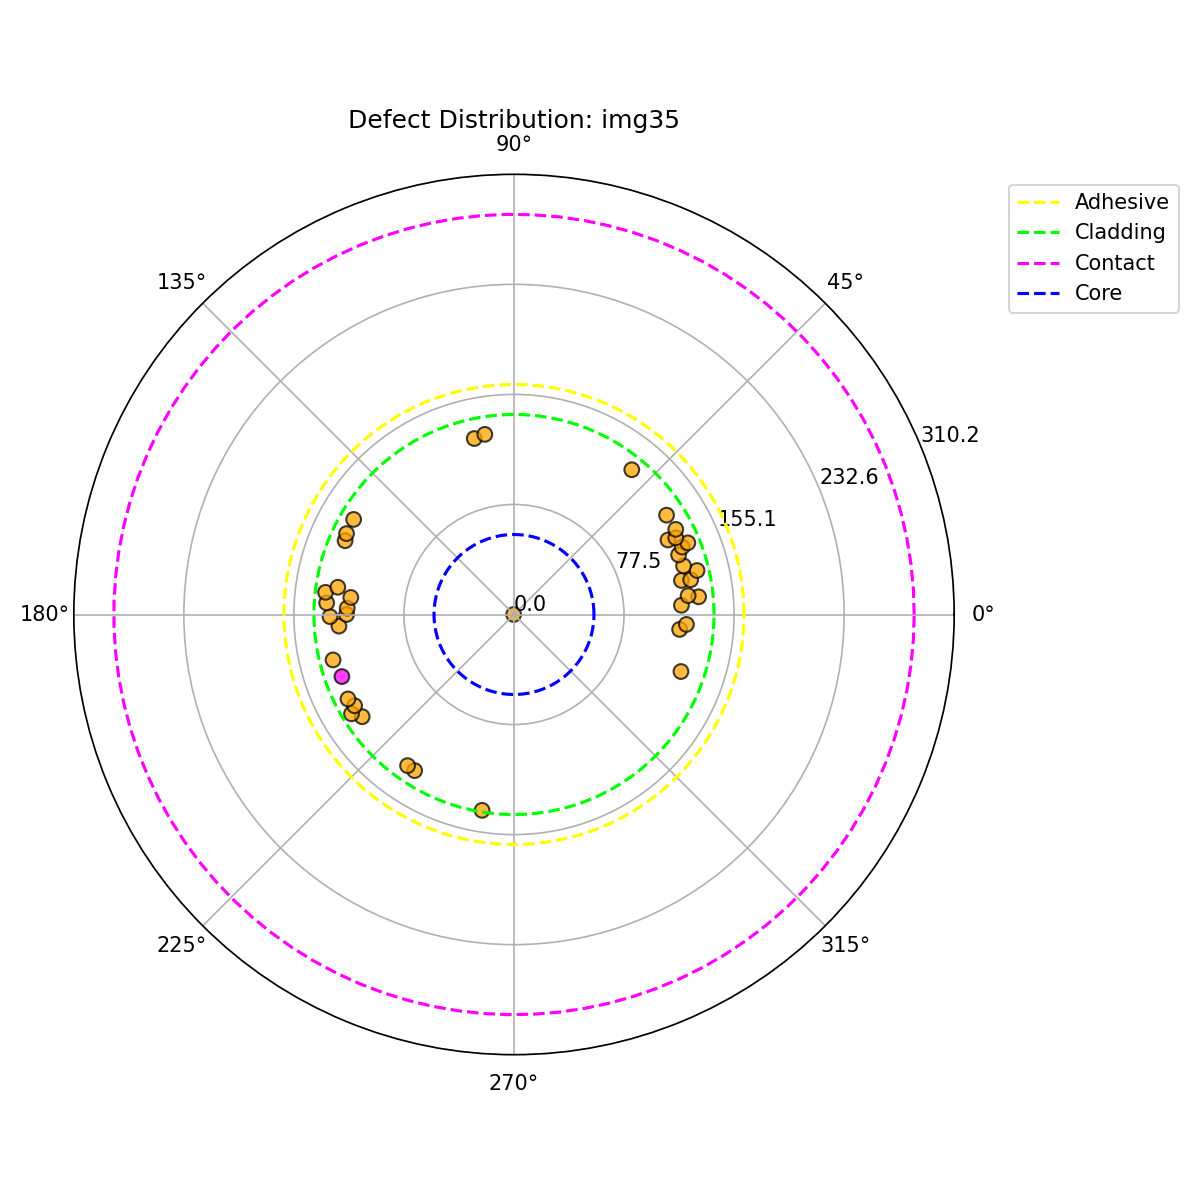 Defect Distribution: img35
90°
135°
45°
Adhesive
Cladding
Contact
Core
310.2
232.6
155.1
77.5
0.0
180°
0°
225°
315°
270°